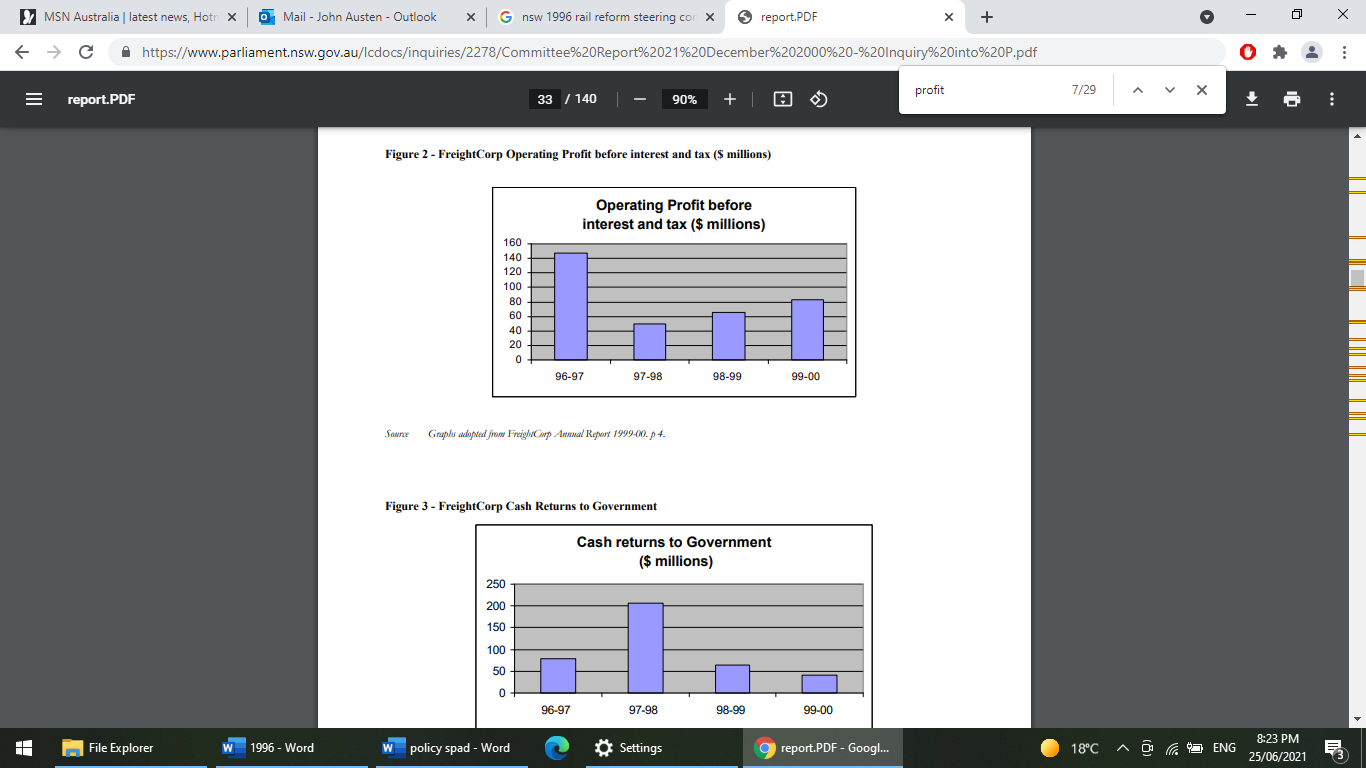 MSN Australia | latest news, Hotm
Mail - John Austen - Outlook
nsw 1996 rail reform steering cor
report.PDF
https://www.parliament.nsw.gov.au/lcdocs/inquiries/2278/Committee%20Report%2021%20December%202000%20-%20Inquiry%20into%20P.pdf
report.PDF
33 / 140
90%
profit
7/29
Figure 2 - FreightCorp Operating Profit before interest and tax ($ millions)
Operating Profit before
interest and tax ($ millions)
160
140
120
100
80
60
40
20
0
96-97 97-98 98-99 99-00
Source Graphs adopted from FreightCorp Annual Report 1999-00. p 4.
Figure 3 - FreightCorp Cash Returns to Government
Cash returns to Government
($ millions)
250
200
150
100
50
0
96-97 97-98 98-99 99-00
File Explorer
1996 - Word
policy spad - Word
Settings
report.PDF - Googl...
18°C
ENG
8:23 PM
25/06/2021
3